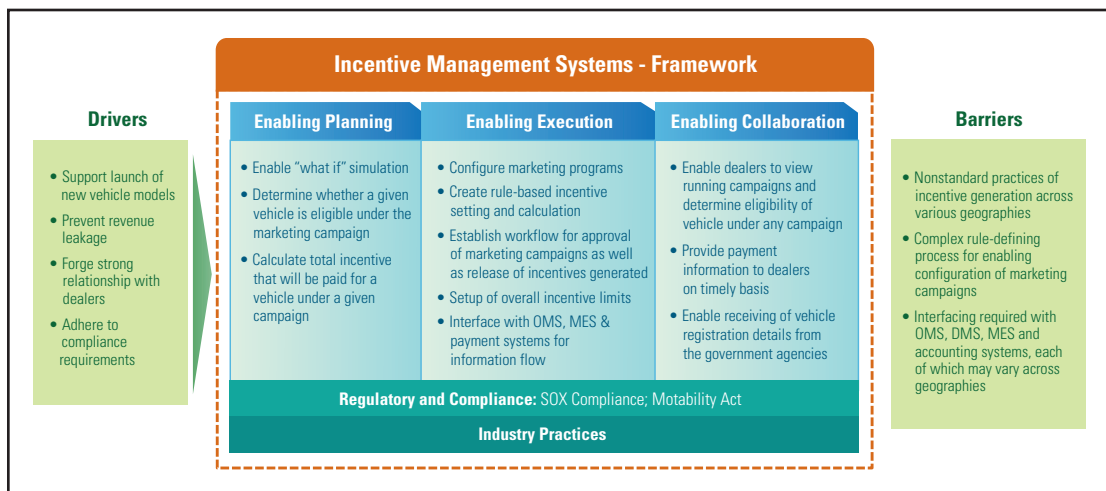 Incentive Management Systems - Framework
Drivers
• Support launch of
new vehicle models
• Prevent revenue
leakage
• Forge strong
relationship with
dealers
• Adhere to
compliance
requirements
Enabling Planning
• Enable “what if” simulation
• Determine whether a given
vehicle is eligible under the
marketing campaign
• Calculate total incentive
that will be paid for a
vehicle under a given
campaign
Enabling Execution
• Configure marketing programs
• Create rule-based incentive
setting and calculation
• Establish workflow for approval
of marketing campaigns as well
as release of incentives generated
• Setup of overall incentive limits
• Interface with OMS, MES &
payment systems for
information flow
Enabling Collaboration
• Enable dealers to view
running campaigns and
determine eligibility of
vehicle under any campaign
• Provide payment
information to dealers
on timely basis
• Enable receiving of vehicle
registration details from
the government agencies
Regulatory and Compliance: SOX Compliance; Motability Act
Industry Practices
Barriers
• Nonstandard practices of
incentive generation across
various geographies
• Complex rule-defining
process for enabling
configuration of marketing
campaigns
• Interfacing required with
OMS, DMS, MES and
accounting systems, each
of which may vary across
geographies